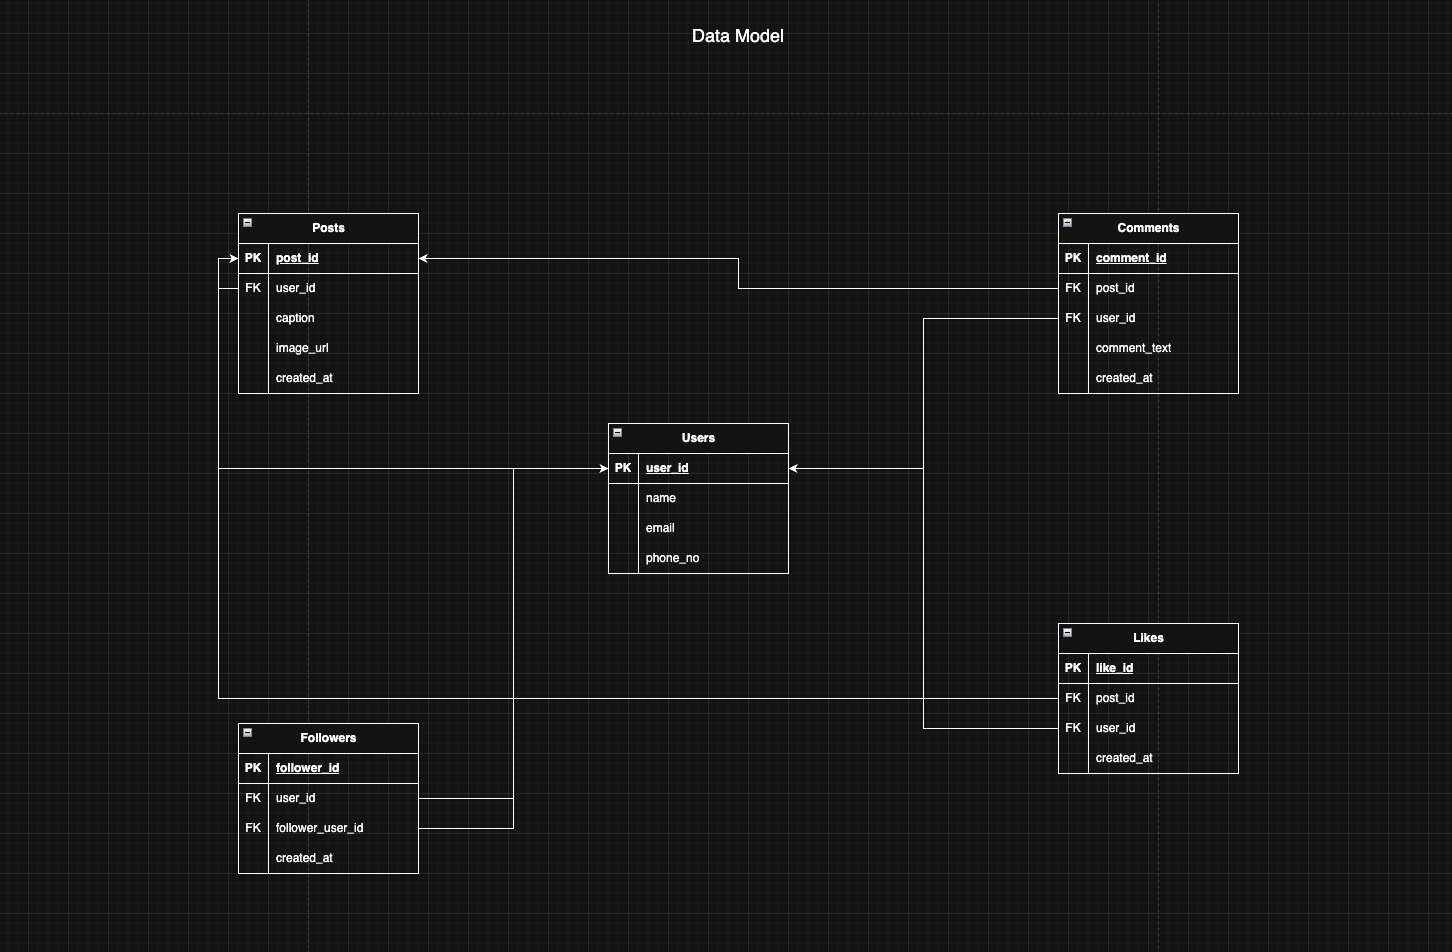 Data Model
Posts
PK post_id
FK user_id
caption
image_url
created_at
Comments
PK comment_id
FK post_id
FK user_id
comment_text
created_at
Users
PK user_id
name
email
phone_no
Likes
PK like_id
FK post_id
FK user_id
created_at
Followers
PK follower_id
FK user_id
FK follower_user_id
created_at